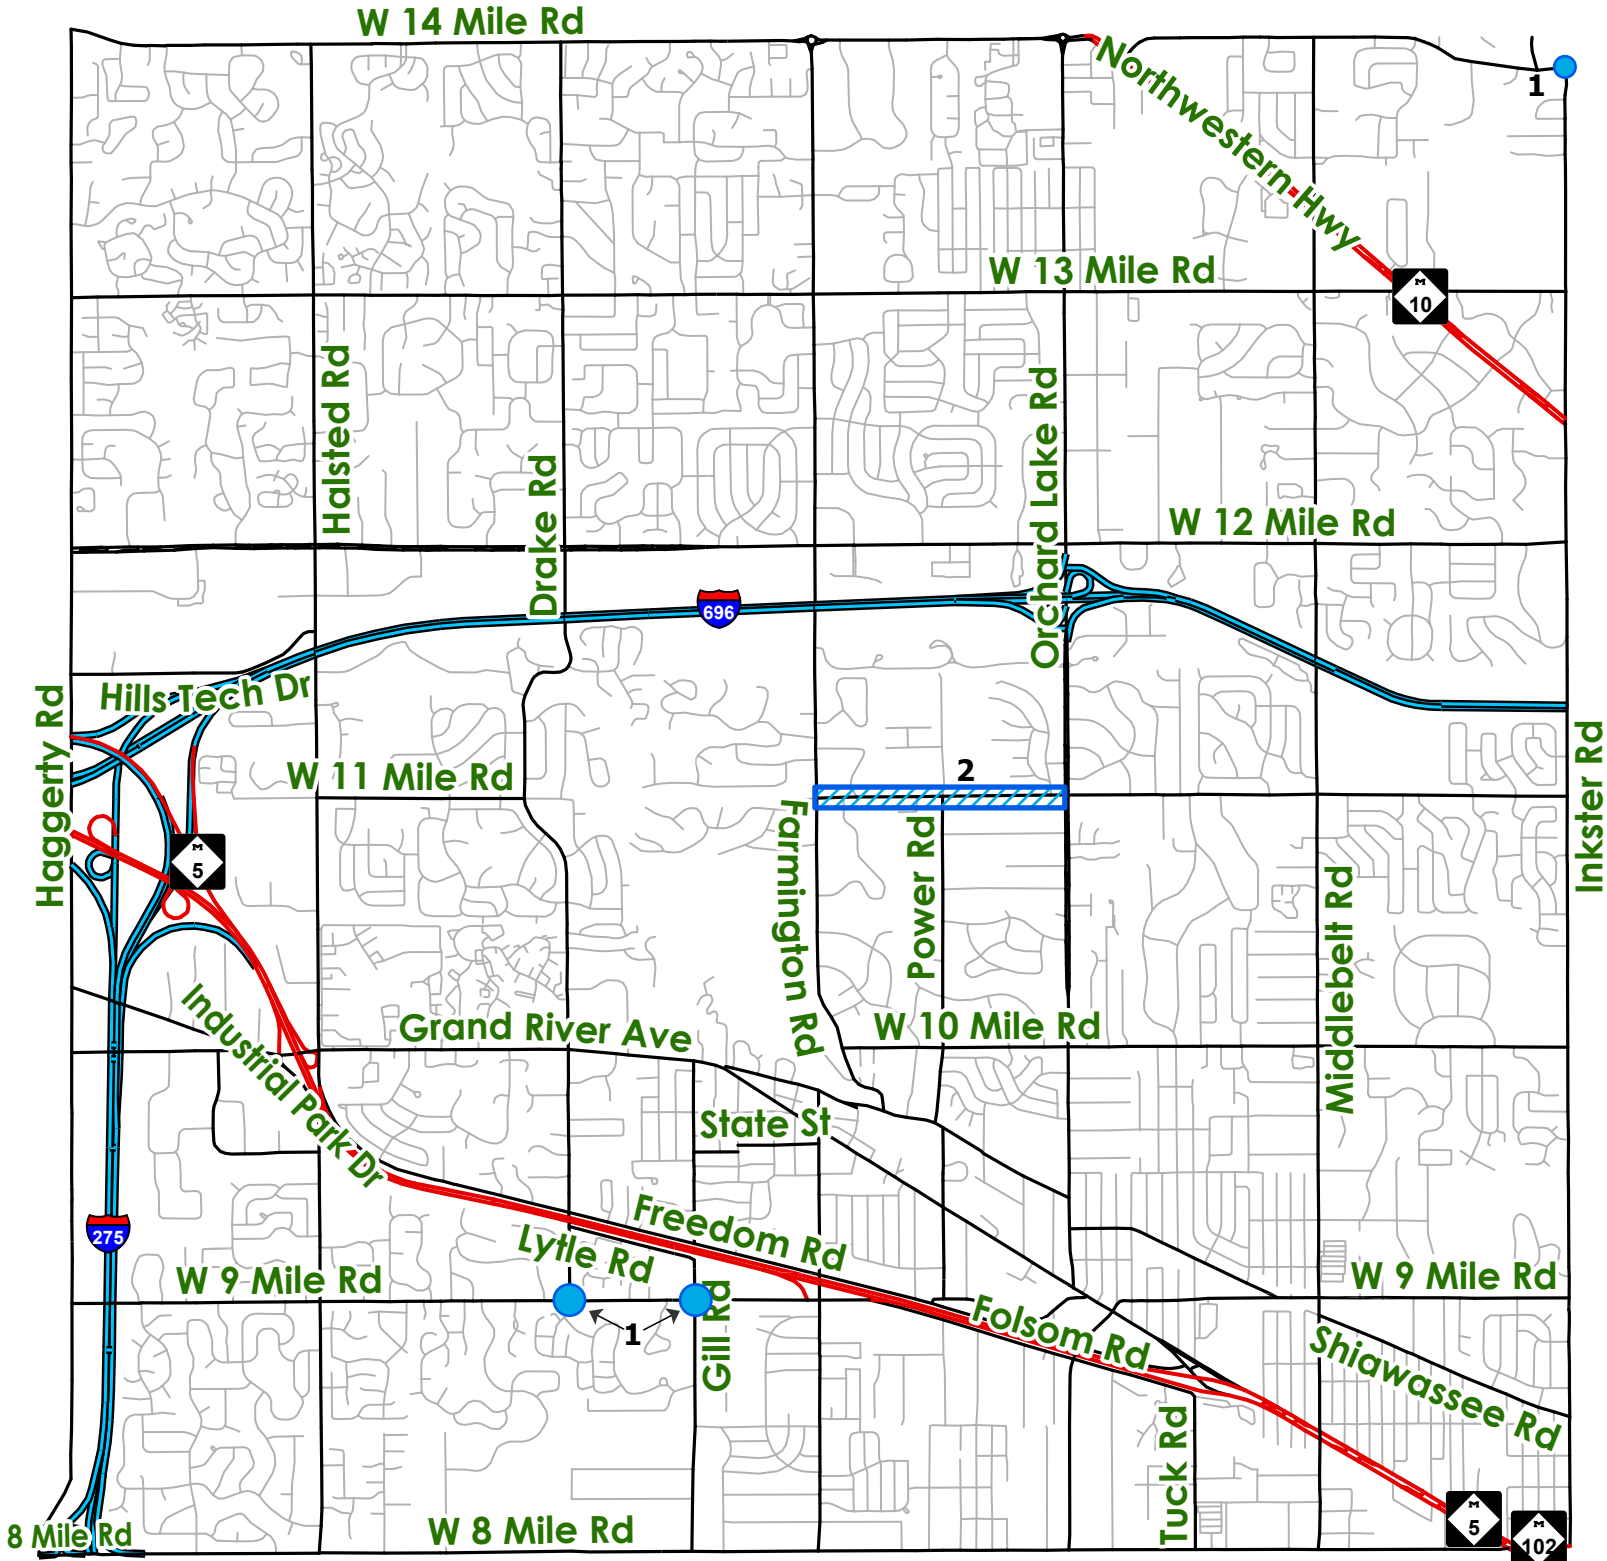 W 14 Mile Rd
Northwestern Hwy
1
W 13 Mile Rd
M
10
Halsted Rd
Orchard Lake Rd
Drake Rd
W 12 Mile Rd
696
Hills Tech Dr
Haggerty Rd
W 11 Mile Rd
2
Inkster Rd
Farmington Rd
Power Rd
M
5
Middlebelt Rd
Industrial Park Dr
Grand River Ave
W 10 Mile Rd
State St
275
Freedom Rd
Lytle Rd
W 9 Mile Rd
W 9 Mile Rd
1
Gill Rd
Folsom Rd
Shiawassee Rd
Tuck Rd
8 Mile Rd
W 8 Mile Rd
M
5
M
102